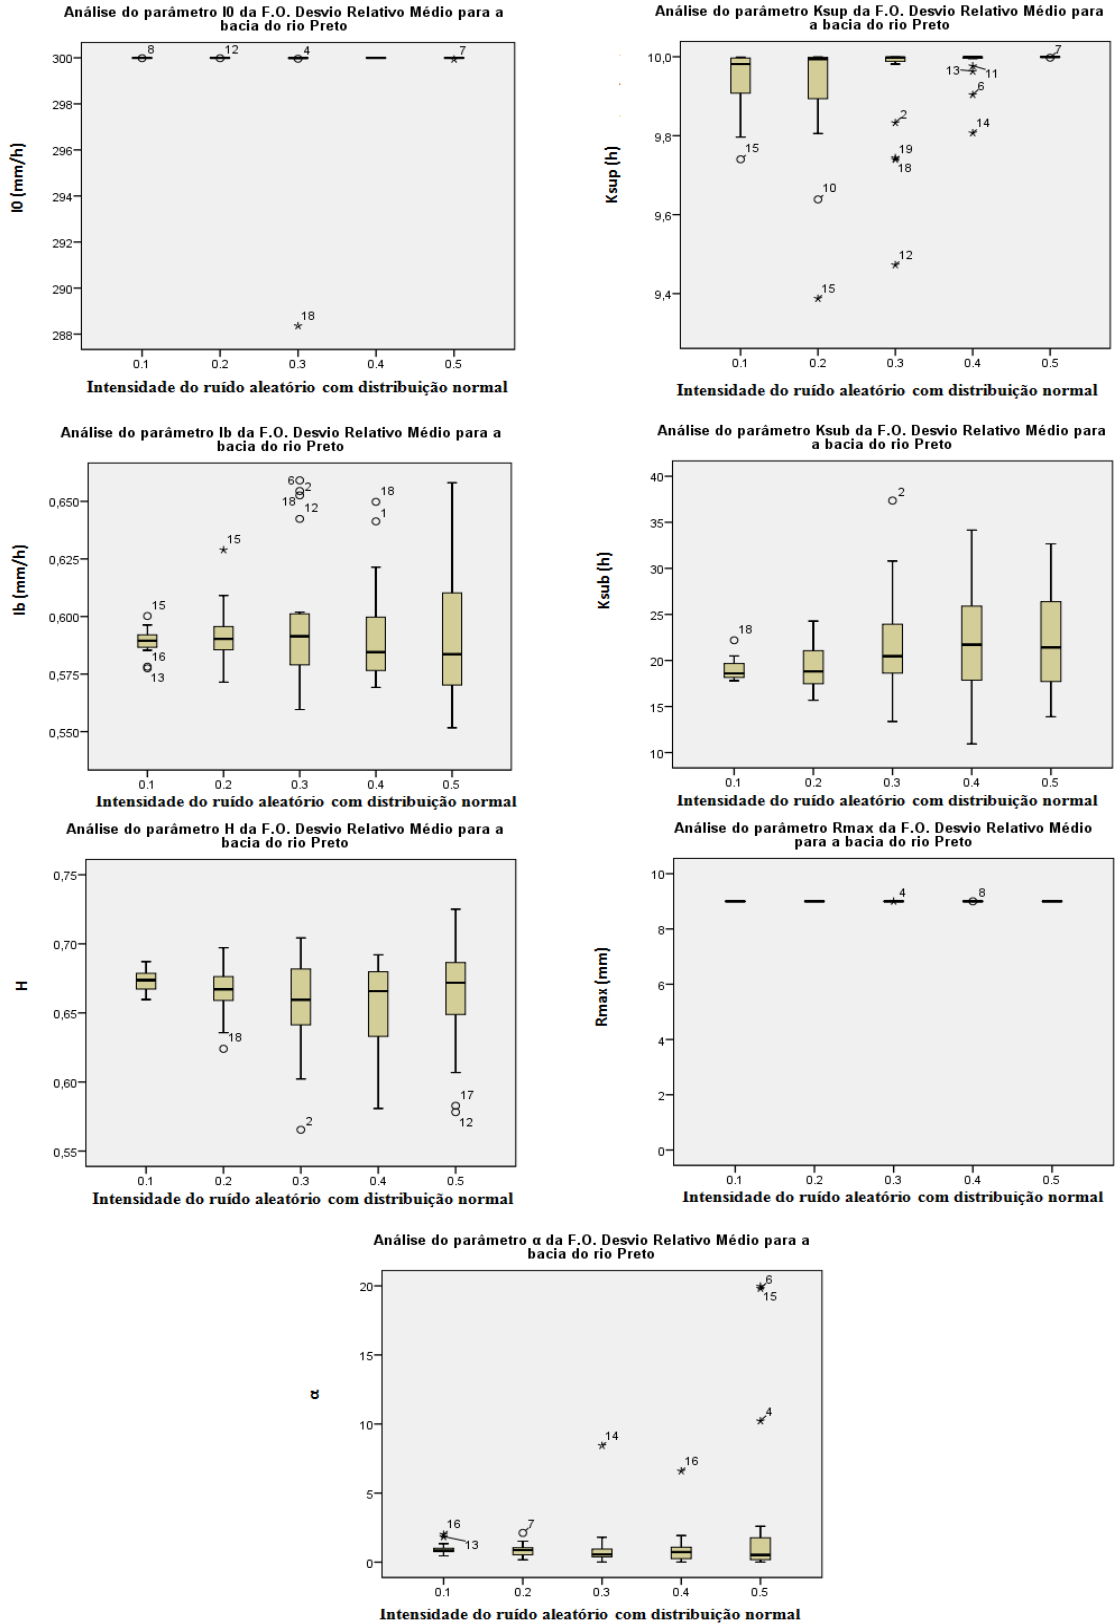 Análise do parâmetro I0 da F.O. Desvio Relativo Médio para a
bacia do rio Preto
I0 (mm/h)
300
298
296
294
292
290
288
8
12
4
7
18
0.1 0.2 0.3 0.4 0.5
Intensidade do ruído aleatório com distribuição normal
Análise do parâmetro Ksup da F.O. Desvio Relativo Médio para
a bacia do rio Preto
Ksup (h)
10,0
9,8
9,6
9,4
15
10
15
2
19
18
12
13
11
6
14
7
0.1 0.2 0.3 0.4 0.5
Intensidade do ruído aleatório com distribuição normal
Análise do parâmetro Ib da F.O. Desvio Relativo Médio para a
bacia do rio Preto
Ib (mm/h)
0,650
0,625
0,600
0,575
0,550
15
16
13
15
6
2
18
12
18
1
0.1 0.2 0.3 0.4 0.5
Intensidade do ruído aleatório com distribuição normal
Análise do parâmetro Ksub da F.O. Desvio Relativo Médio para
a bacia do rio Preto
Ksub (h)
40
35
30
25
20
15
10
18
2
0.1 0.2 0.3 0.4 0.5
Intensidade do ruído aleatório com distribuição normal
Análise do parâmetro H da F.O. Desvio Relativo Médio para a
bacia do rio Preto
H
0,75
0,70
0,65
0,60
0,55
18
2
17
12
0.1 0.2 0.3 0.4 0.5
Intensidade do ruído aleatório com distribuição normal
Análise do parâmetro Rmax da F.O. Desvio Relativo Médio
para a bacia do rio Preto
Rmax (mm)
10
8
6
4
2
0
4
8
0.1 0.2 0.3 0.4 0.5
Intensidade do ruído aleatório com distribuição normal
Análise do parâmetro α da F.O. Desvio Relativo Médio para a
bacia do rio Preto
α
20
15
10
5
0
16
13
7
14
16
6
15
4
0.1 0.2 0.3 0.4 0.5
Intensidade do ruído aleatório com distribuição normal